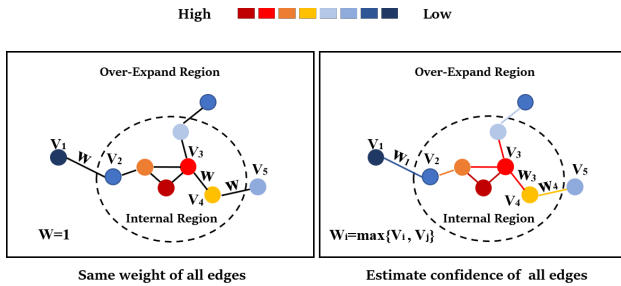 High Low
Over-Expand Region
V₁
W
V₂
V₃
W
V₄
W
V₅
Internal Region
W=1
Same weight of all edges
Over-Expand Region
V₁
W₁
V₂
V₃
W₃
V₄
W₄
V₅
Internal Region
Wᵢ=max{Vᵢ , Vⱼ}
Estimate confidence of all edges